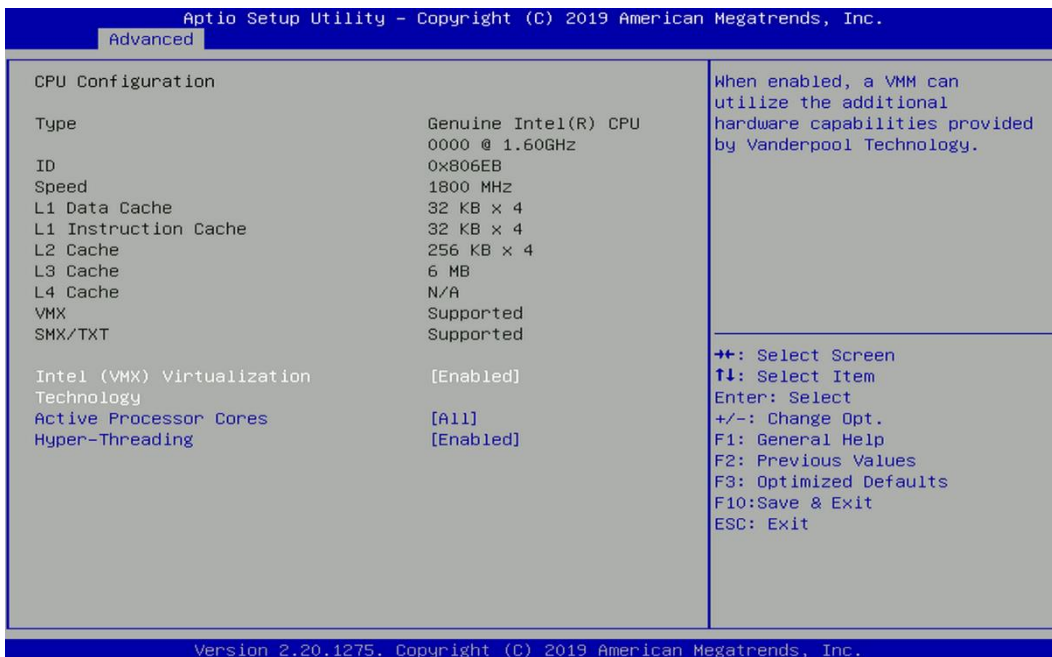 Aptio Setup Utility – Copyright (C) 2019 American Megatrends, Inc.
Advanced
CPU Configuration
Type Genuine Intel(R) CPU
0000 @ 1.60GHz
ID 0x806EB
Speed 1800 MHz
L1 Data Cache 32 KB x 4
L1 Instruction Cache 32 KB x 4
L2 Cache 256 KB x 4
L3 Cache 6 MB
L4 Cache N/A
VMX Supported
SMX/TXT Supported
Intel (VMX) Virtualization [Enabled]
Technology
Active Processor Cores [All]
Hyper-Threading [Enabled]
When enabled, a VMM can
utilize the additional
hardware capabilities provided
by Vanderpool Technology.
→←: Select Screen
↑↓: Select Item
Enter: Select
+/-: Change Opt.
F1: General Help
F2: Previous Values
F3: Optimized Defaults
F10:Save & Exit
ESC: Exit
Version 2.20.1275. Copyright (C) 2019 American Megatrends, Inc.